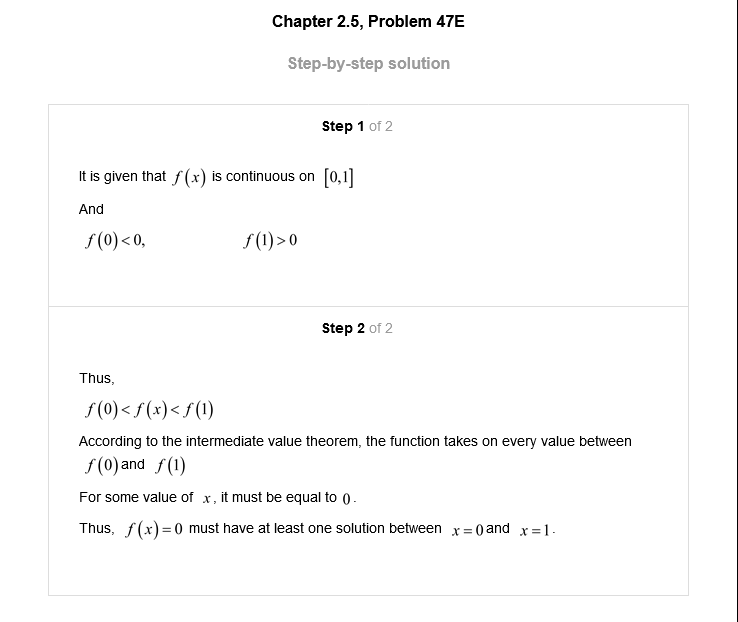 Chapter 2.5, Problem 47E
Step-by-step solution
Step 1 of 2
It is given that f(x) is continuous on [0,1]
And
f(0)<0, f(1)>0
Step 2 of 2
Thus,
f(0)<f(x)<f(1)
According to the intermediate value theorem, the function takes on every value between
f(0) and f(1)
For some value of x, it must be equal to 0.
Thus, f(x)=0 must have at least one solution between x=0 and x=1.